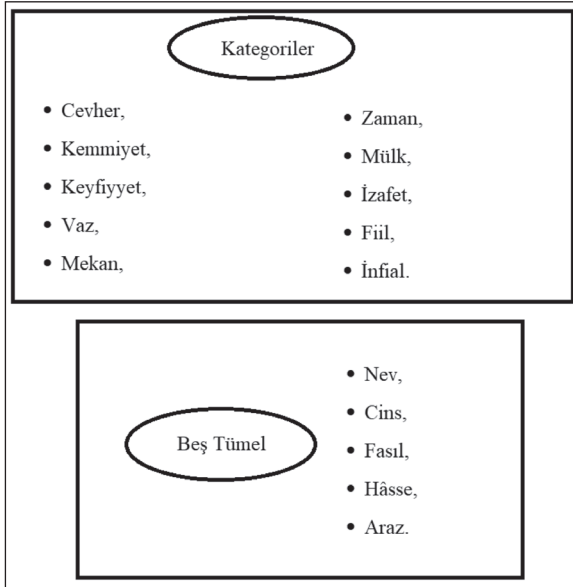 Kategoriler
• Cevher,
• Kemmiyet,
• Keyfiyyet,
• Vaz,
• Mekan,
• Zaman,
• Mülk,
• İzafet,
• Fiil,
• İnfial.
Beş Tümel
• Nev,
• Cins,
• Fasıl,
• Hâsse,
• Araz.